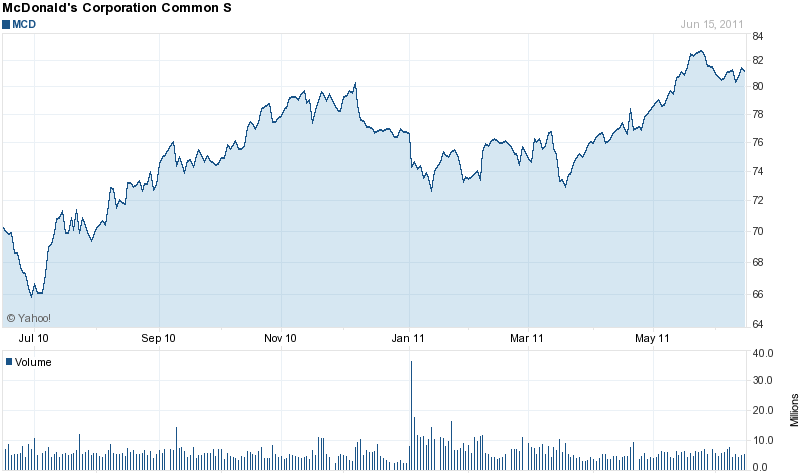 McDonald's Corporation Common S
MCD
Jun 15, 2011
84
82
80
78
76
74
72
70
68
66
64
© Yahoo!
Jul 10 Sep 10 Nov 10 Jan 11 Mar 11 May 11
Volume
40.0
30.0
20.0
10.0
0.0
Millions